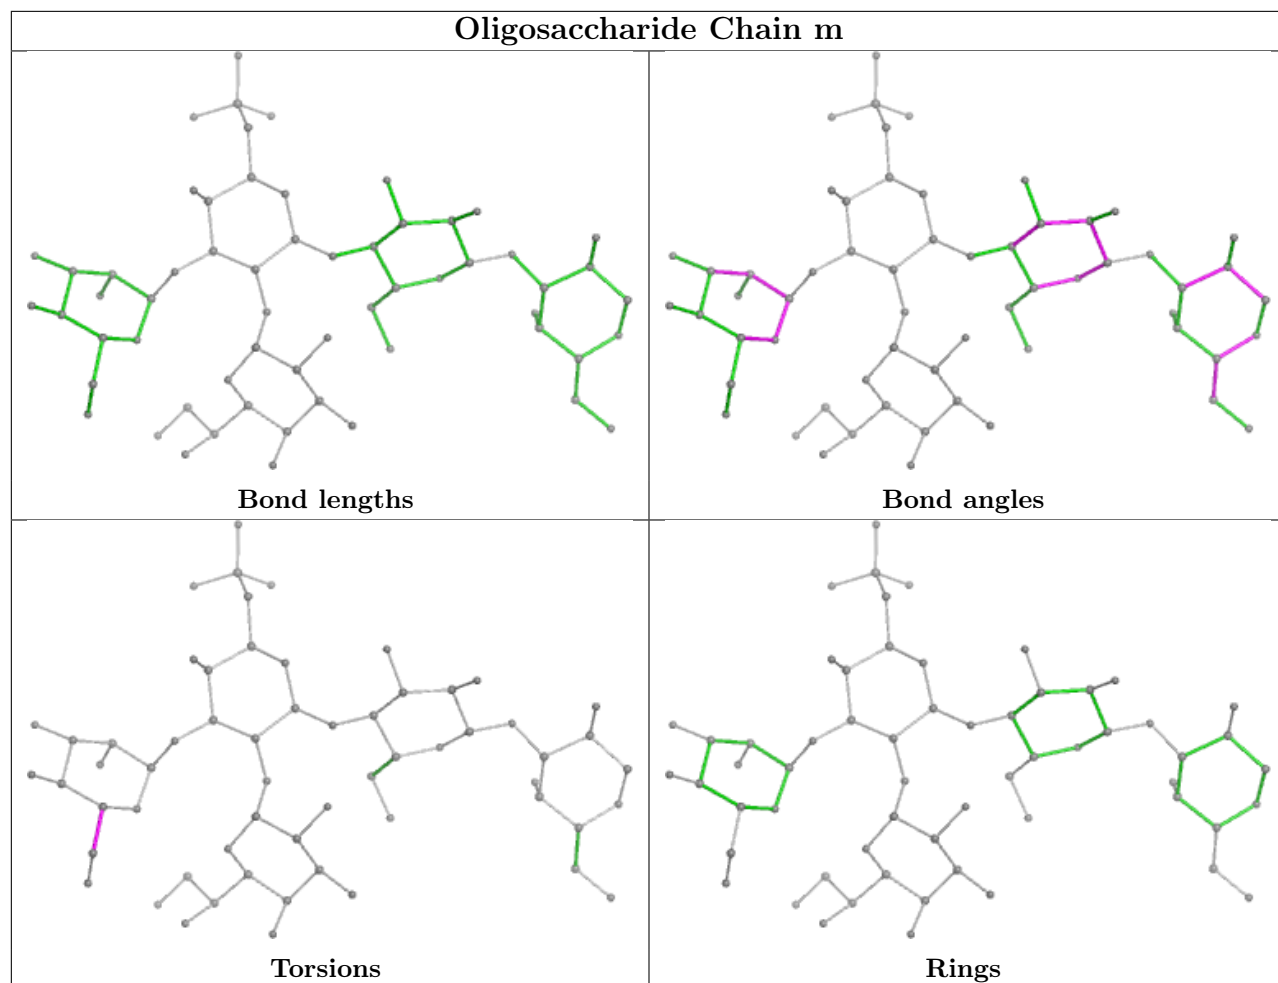 Oligosaccharide Chain m
Bond lengths
Bond angles
Torsions
Rings